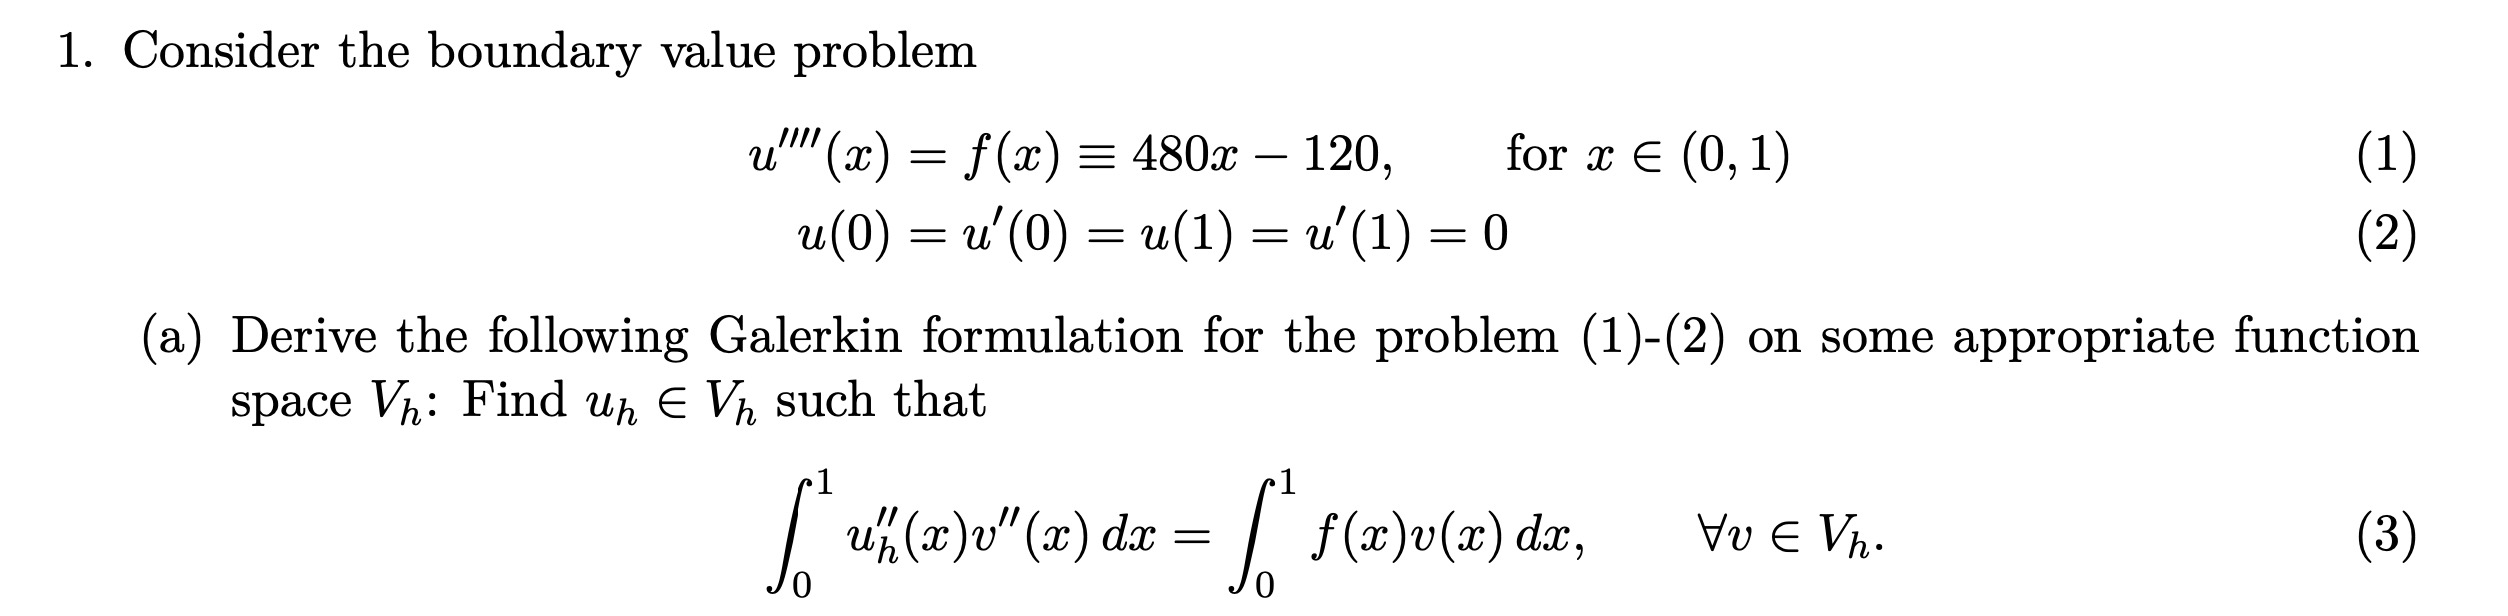 1. Consider the boundary value problem
u''''(x) = f(x) ≡ 480x − 120, for x ∈ (0, 1) (1)
u(0) = u'(0) = u(1) = u'(1) = 0 (2)
(a) Derive the following Galerkin formulation for the problem (1)-(2) on some appropriate function
space V_h: Find u_h ∈ V_h such that
∫_0^1 u_h''(x)v''(x) dx = ∫_0^1 f(x)v(x) dx, ∀v ∈ V_h. (3)